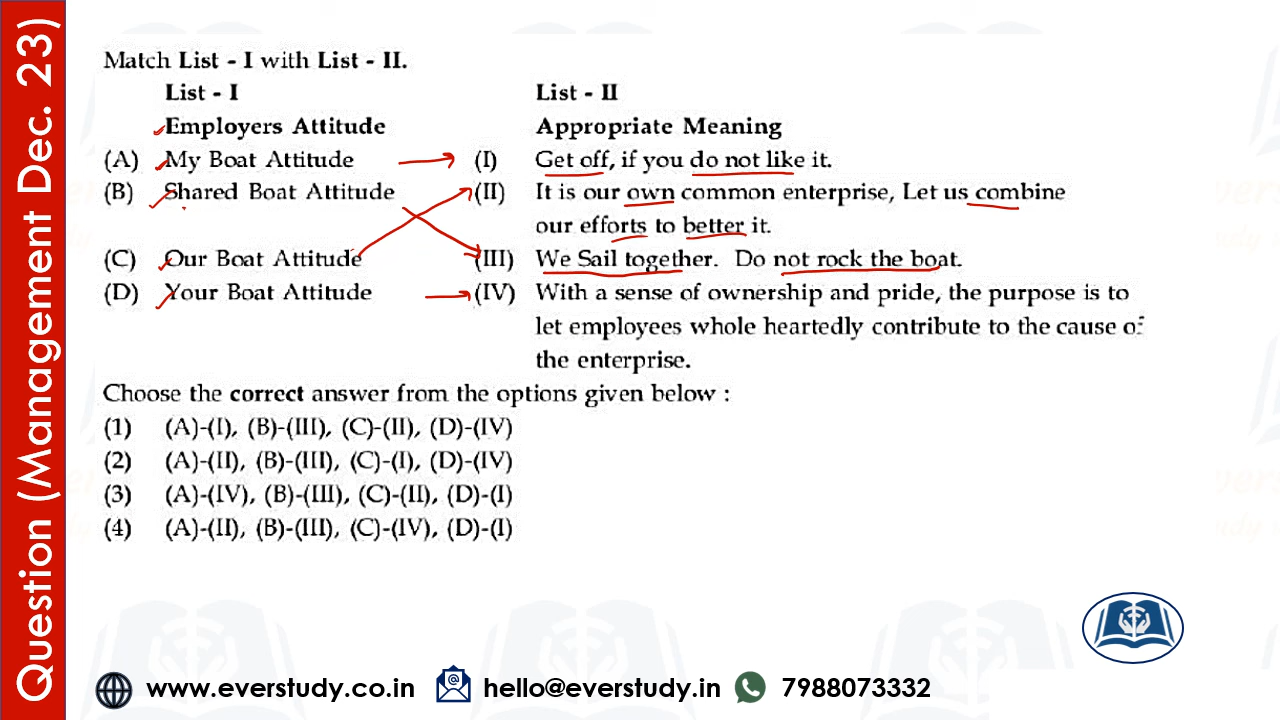 Question (Management Dec. 23)
Match List - I with List - II.
List - I List - II
Employers Attitude Appropriate Meaning
(A) My Boat Attitude (I) Get off, if you do not like it.
(B) Shared Boat Attitude (II) It is our own common enterprise, Let us combine
our efforts to better it.
(C) Our Boat Attitude (III) We Sail together. Do not rock the boat.
(D) Your Boat Attitude (IV) With a sense of ownership and pride, the purpose is to
let employees whole heartedly contribute to the cause of
the enterprise.
Choose the correct answer from the options given below :
(1) (A)-(I), (B)-(III), (C)-(II), (D)-(IV)
(2) (A)-(II), (B)-(III), (C)-(I), (D)-(IV)
(3) (A)-(IV), (B)-(III), (C)-(II), (D)-(I)
(4) (A)-(II), (B)-(III), (C)-(IV), (D)-(I)
www.everstudy.co.in hello@everstudy.in 7988073332